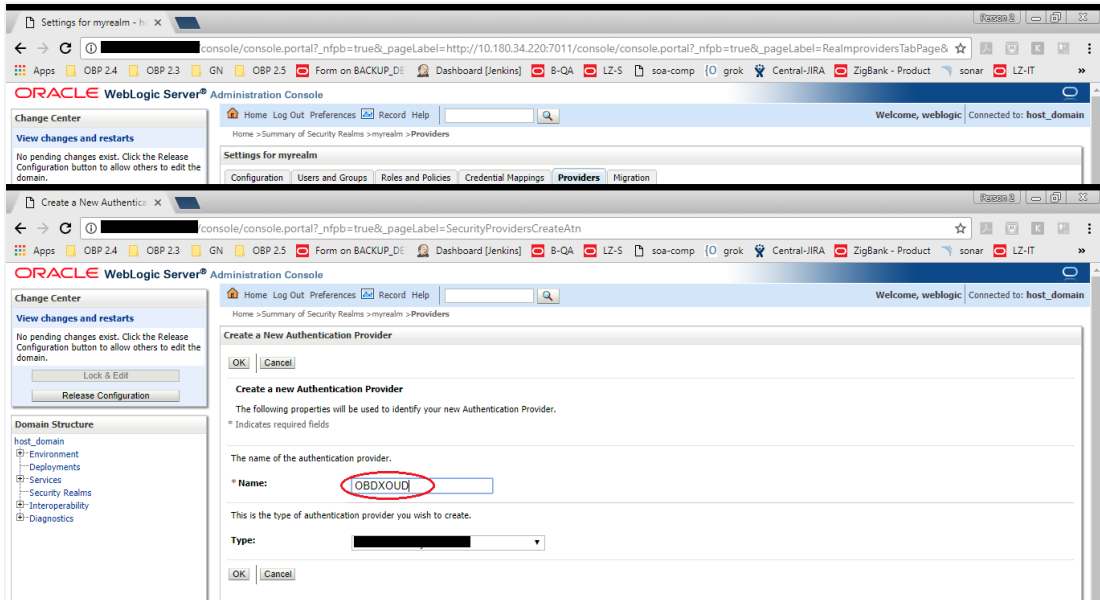 Settings for myrealm - h
Person 2
console/console.portal?_nfpb=true&_pageLabel=http://10.180.34.220:7011/console/console.portal?_nfpb=true&_pageLabel=RealmprovidersTabPage&
Apps OBP 2.4 OBP 2.3 GN OBP 2.5 Form on BACKUP_DE Dashboard [Jenkins] B-QA LZ-S soa-comp {O grok Central-JIRA ZigBank - Product sonar LZ-IT »
ORACLE WebLogic Server® Administration Console
Change Center
View changes and restarts
No pending changes exist. Click the Release
Configuration button to allow others to edit the
domain.
Home Log Out Preferences Record Help
Welcome, weblogic Connected to: host_domain
Home >Summary of Security Realms >myrealm >Providers
Settings for myrealm
Configuration Users and Groups Roles and Policies Credential Mappings Providers Migration
Create a New Authentica
Person 2
/console/console.portal?_nfpb=true&_pageLabel=SecurityProvidersCreateAtn
Apps OBP 2.4 OBP 2.3 GN OBP 2.5 Form on BACKUP_DE Dashboard [Jenkins] B-QA LZ-S soa-comp {O grok Central-JIRA ZigBank - Product sonar LZ-IT »
ORACLE WebLogic Server® Administration Console
Change Center
View changes and restarts
No pending changes exist. Click the Release
Configuration button to allow others to edit the
domain.
Lock & Edit
Release Configuration
Domain Structure
host_domain
Environment
Deployments
Services
Security Realms
Interoperability
Diagnostics
Home Log Out Preferences Record Help
Welcome, weblogic Connected to: host_domain
Home >Summary of Security Realms >myrealm >Providers
Create a New Authentication Provider
OK Cancel
Create a new Authentication Provider
The following properties will be used to identify your new Authentication Provider.
* Indicates required fields
The name of the authentication provider.
* Name: OBDXOUD
This is the type of authentication provider you wish to create.
Type:
OK Cancel